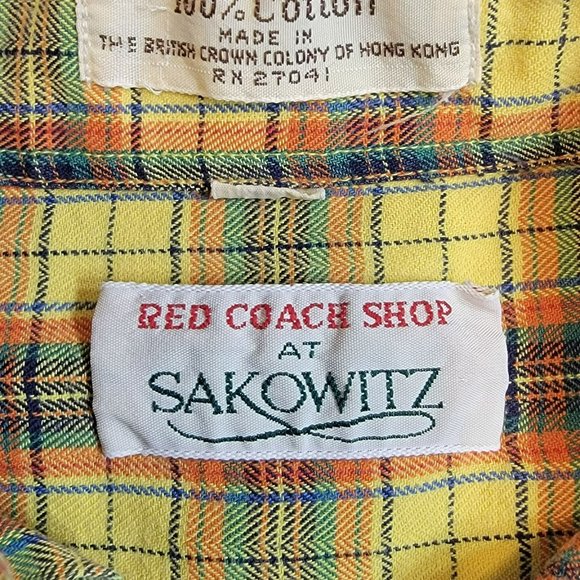 100% Cotton
MADE IN
THE BRITISH CROWN COLONY OF HONG KONG
RN 27041
RED COACH SHOP
AT
SAKOWITZ